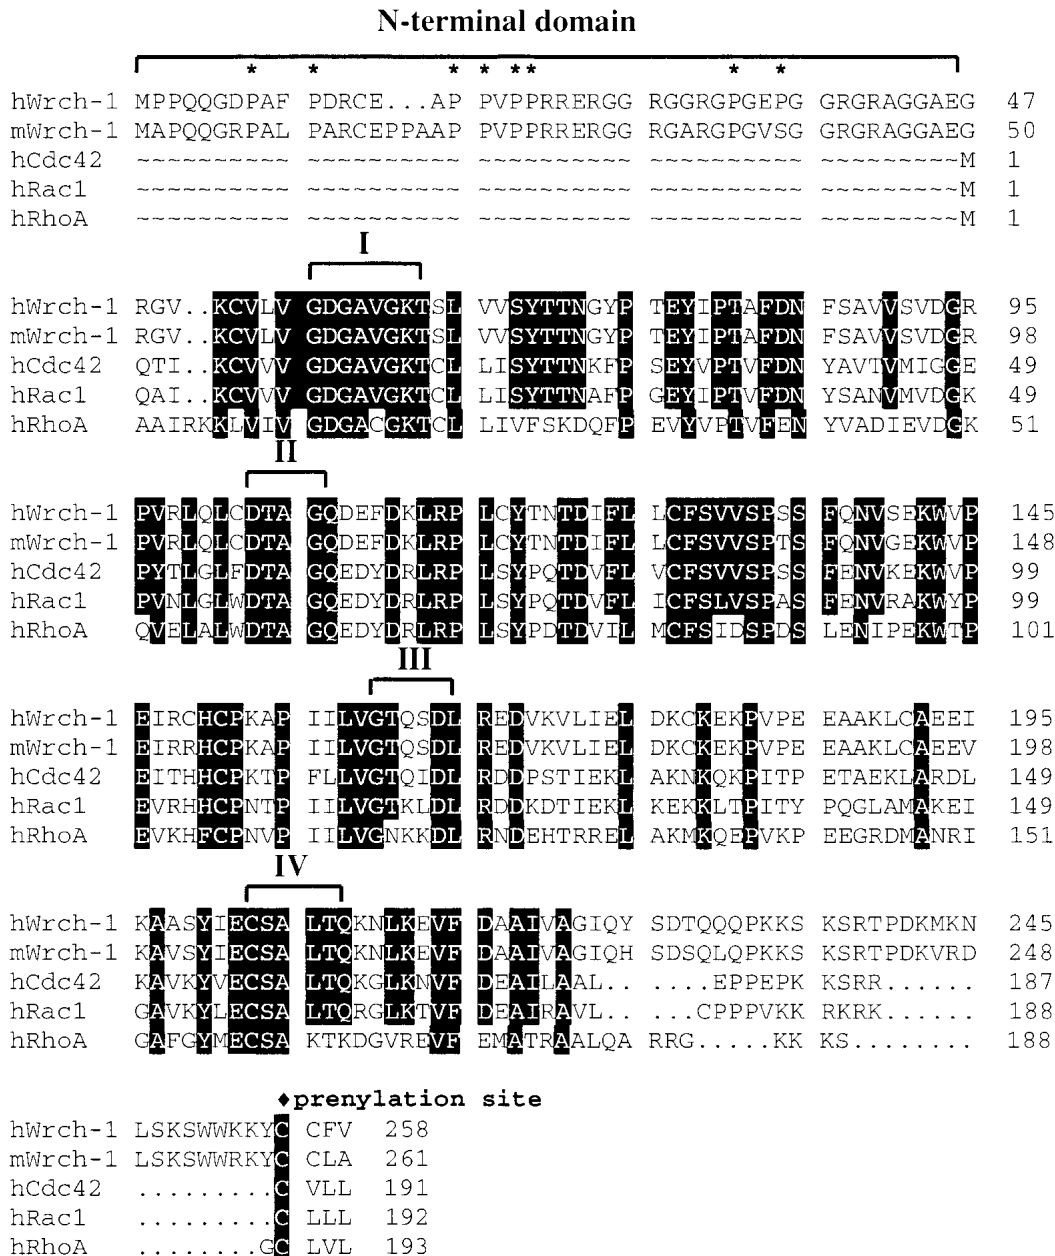 N-terminal domain
* * * * * * * *
hWrch-1 MPPQQGDPAF PDRCE...AP PVPPRRERGG RGGRGPGEPG GRGRAGGAEG 47
mWrch-1 MAPQQGRPAL PARCEPPAAP PVPPRRERGG RGARGPGVSG GRGRAGGAEG 50
hCdc42 ~~~~~~~~~~ ~~~~~~~~~~ ~~~~~~~~~~ ~~~~~~~~~~ ~~~~~~~~~M 1
hRac1 ~~~~~~~~~~ ~~~~~~~~~~ ~~~~~~~~~~ ~~~~~~~~~~ ~~~~~~~~~M 1
hRhoA ~~~~~~~~~~ ~~~~~~~~~~ ~~~~~~~~~~ ~~~~~~~~~~ ~~~~~~~~~M 1
I
hWrch-1 RGV..KCVLV GDGAVGKTSL VVSYTTNGYP TEYIPTAFDN FSAVVSVDGR 95
mWrch-1 RGV..KCVLV GDGAVGKTSL VVSYTTNGYP TEYIPTAFDN FSAVVSVDGR 98
hCdc42 QTI..KCVVV GDGAVGKTCL LISYTTNKFP SEYVPTVFDN YAVTVMIGGE 49
hRac1 QAI..KCVVV GDGAVGKTCL LISYTTNAFP GEYIPTVFDN YSANVMVDGK 49
hRhoA AAIRKKLVIV GDGACGKTCL LIVFSKDQFP EVYVPTVFEN YVADIEVDGK 51
II
hWrch-1 PVRLQLCDTA GQDEFDKLRP LCYTNTDIFL LCFSVVSPSS FQNVSEKWVP 145
mWrch-1 PVRLQLCDTA GQDEFDKLRP LCYTNTDIFL LCFSVVSPTS FQNVGEKWVP 148
hCdc42 PYTLGLFDTA GQEDYDRLRP LSYPQTDVFL VCFSVVSPSS FENVKEKWVP 99
hRac1 PVNLGLWDTA GQEDYDRLRP LSYPQTDVFL ICFSLVSPAS FENVRAKWYP 99
hRhoA QVELALWDTA GQEDYDRLRP LSYPDTDVIL MCFSIDSPDS LENIPEKWTP 101
III
hWrch-1 EIRCHCPKAP IILVGTQSDL REDVKVLIEL DKCKEKPVPE EAAKLCAEEI 195
mWrch-1 EIRRHCPKAP IILVGTQSDL REDVKVLIEL DKCKEKPVPE EAAKLCAEEV 198
hCdc42 EITHHCPKTP FLLVGTQIDL RDDPSTIEKL AKNKQKPITP ETAEKLARDL 149
hRac1 EVRHHCPNTP IILVGTKLDL RDDKDTIEKL KEKKLTPITY PQGLAMAKEI 149
hRhoA EVKHFCPNVP IILVGNKKDL RNDEHTRREL AKMKQEPVKP EEGRDMANRI 151
IV
hWrch-1 KAASYIECSA LTQKNLKEVF DAAIVAGIQY SDTQQQPKKS KSRTPDKMKN 245
mWrch-1 KAVSYIECSA LTQKNLKEVF DAAIVAGIQH SDSQLQPKKS KSRTPDKVRD 248
hCdc42 KAVKYVECSA LTQKGLKNVF DEAILAAL.. ....EPPEPK KSRR...... 187
hRac1 GAVKYLECSA LTQRGLKTVF DEAIRAVL.. ...CPPPVKK RKRK...... 188
hRhoA GAFGYMECSA KTKDGVREVF EMATRAALQA RRG.....KK KS........ 188
♦prenylation site
hWrch-1 LSKSWWKKYC CFV 258
mWrch-1 LSKSWWRKYC CLA 261
hCdc42 .........C VLL 191
hRac1 .........C LLL 192
hRhoA ........GC LVL 193